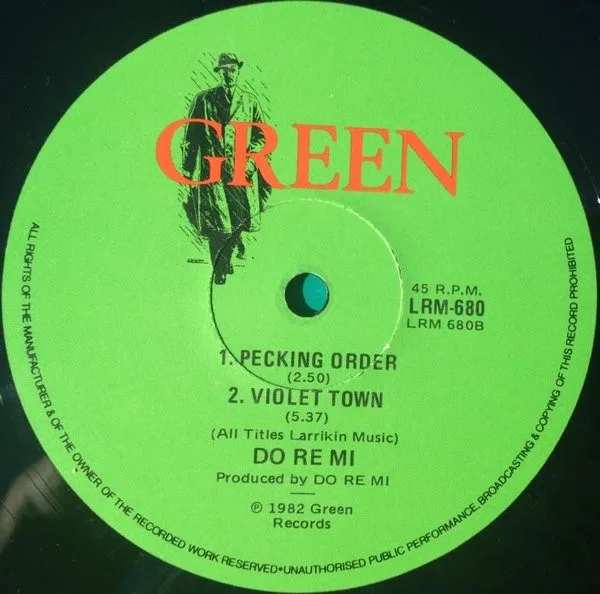 GREEN
45 R.P.M.
LRM-680
LRM 680B
1. PECKING ORDER
(2.50)
2. VIOLET TOWN
(5.37)
(All Titles Larrikin Music)
DO RE MI
Produced by DO RE MI
℗ 1982 Green
Records
ALL RIGHTS OF THE MANUFACTURER & OF THE OWNER OF THE RECORDED WORK RESERVED•UNAUTHORISED PUBLIC PERFORMANCE, BROADCASTING & COPYING OF THIS RECORD PROHIBITED